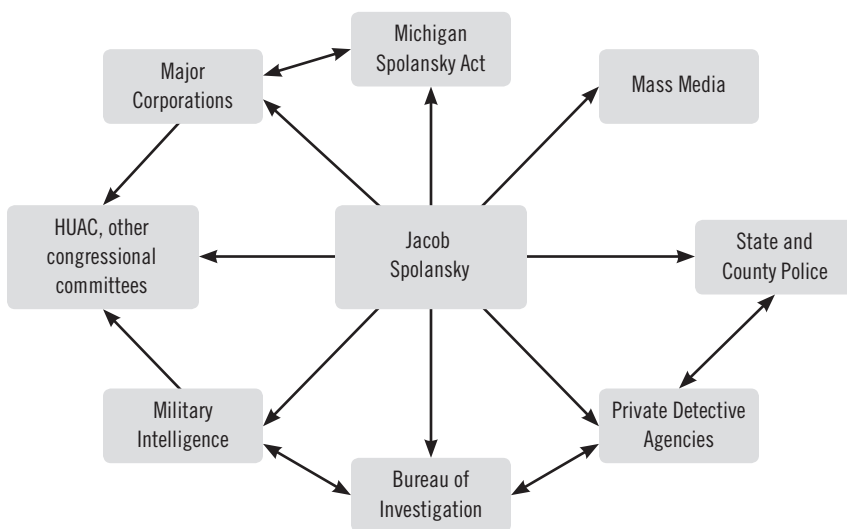 Michigan
Spolansky Act
Major
Corporations
Mass Media
HUAC, other
congressional
committees
Jacob
Spolansky
State and
County Police
Military
Intelligence
Private Detective
Agencies
Bureau of
Investigation